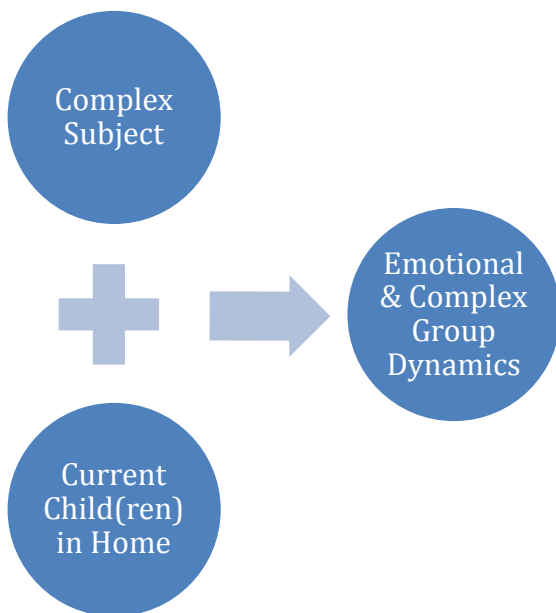 Complex
Subject
Emotional
& Complex
Group
Dynamics
Current
Child(ren)
in Home